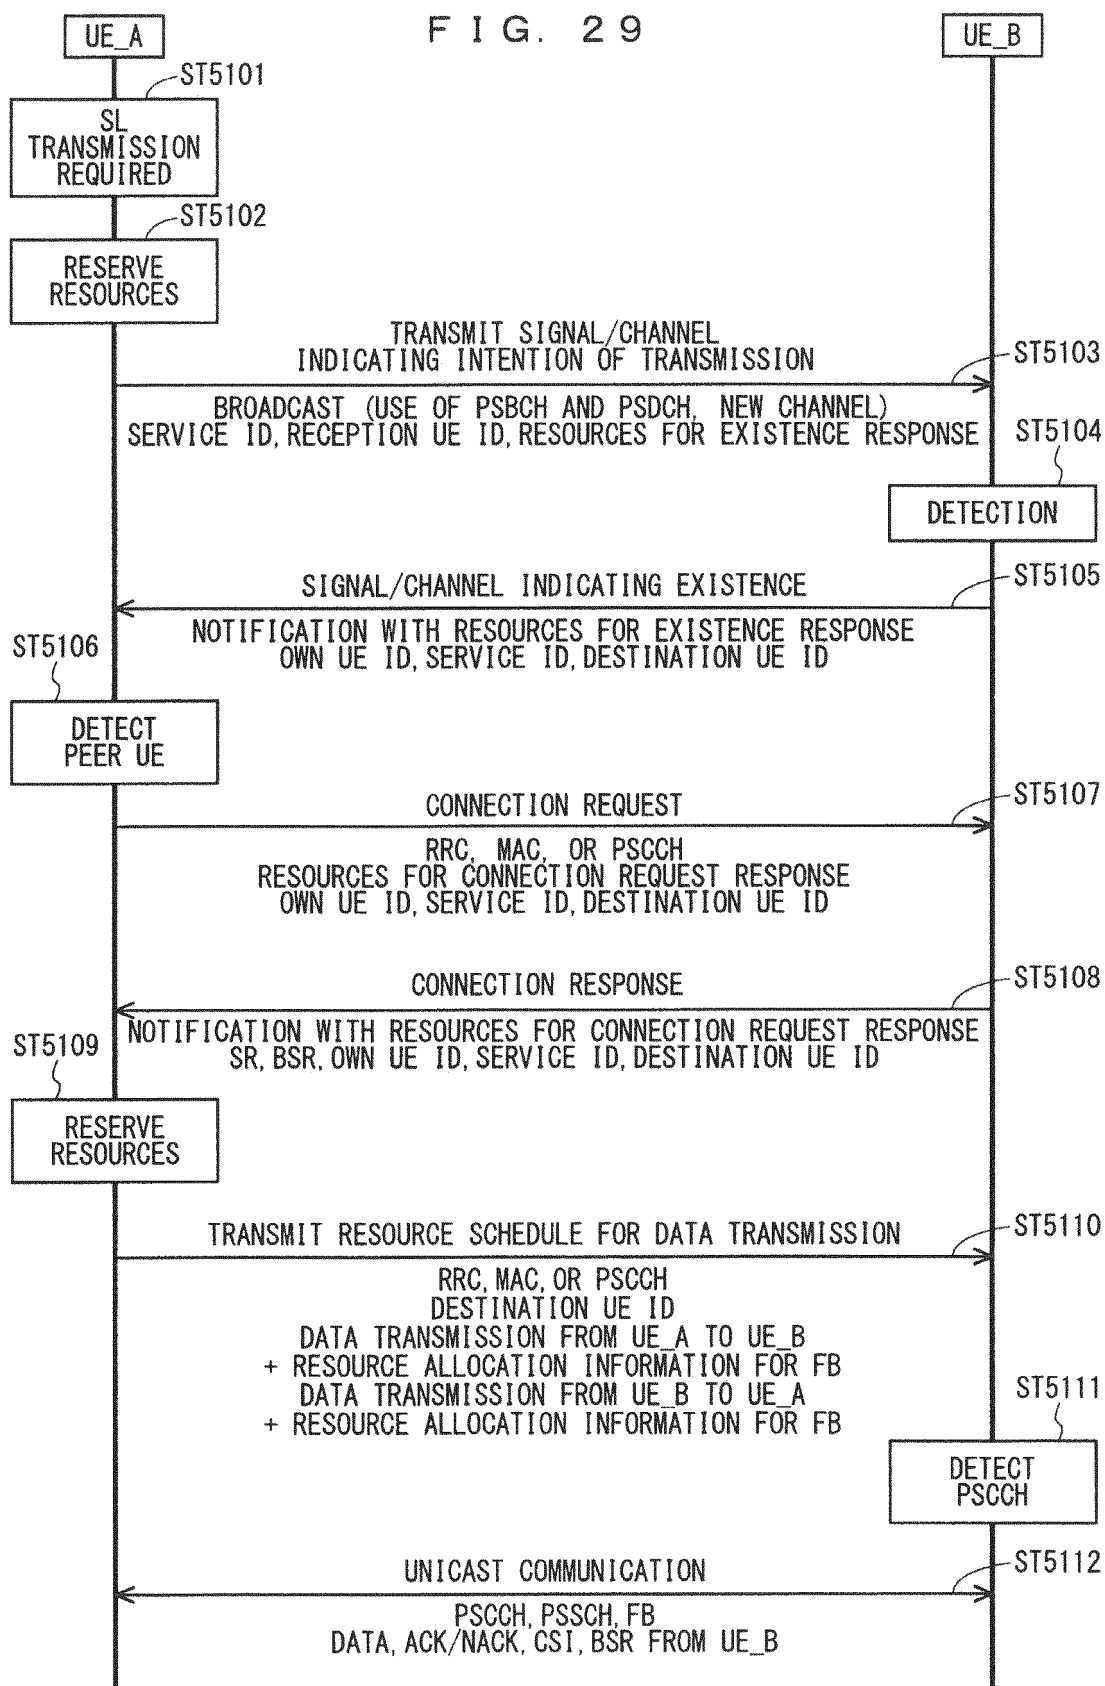 FIG. 29
UE_A
UE_B
ST5101
SL
TRANSMISSION
REQUIRED
ST5102
RESERVE
RESOURCES
TRANSMIT SIGNAL/CHANNEL
INDICATING INTENTION OF TRANSMISSION
ST5103
BROADCAST (USE OF PSBCH AND PSDCH, NEW CHANNEL)
SERVICE ID, RECEPTION UE ID, RESOURCES FOR EXISTENCE RESPONSE
ST5104
DETECTION
SIGNAL/CHANNEL INDICATING EXISTENCE
ST5105
NOTIFICATION WITH RESOURCES FOR EXISTENCE RESPONSE
OWN UE ID, SERVICE ID, DESTINATION UE ID
ST5106
DETECT
PEER UE
CONNECTION REQUEST
ST5107
RRC, MAC, OR PSCCH
RESOURCES FOR CONNECTION REQUEST RESPONSE
OWN UE ID, SERVICE ID, DESTINATION UE ID
CONNECTION RESPONSE
ST5108
NOTIFICATION WITH RESOURCES FOR CONNECTION REQUEST RESPONSE
SR, BSR, OWN UE ID, SERVICE ID, DESTINATION UE ID
ST5109
RESERVE
RESOURCES
TRANSMIT RESOURCE SCHEDULE FOR DATA TRANSMISSION
ST5110
RRC, MAC, OR PSCCH
DESTINATION UE ID
DATA TRANSMISSION FROM UE_A TO UE_B
+ RESOURCE ALLOCATION INFORMATION FOR FB
DATA TRANSMISSION FROM UE_B TO UE_A
+ RESOURCE ALLOCATION INFORMATION FOR FB
ST5111
DETECT
PSCCH
UNICAST COMMUNICATION
ST5112
PSCCH, PSSCH, FB
DATA, ACK/NACK, CSI, BSR FROM UE_B